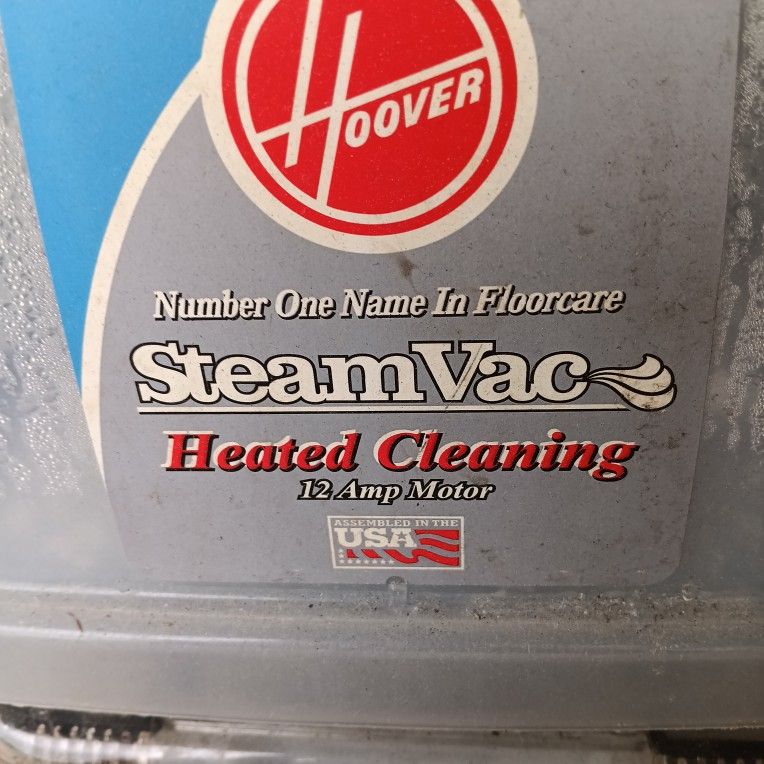 HOOVER
Number One Name In Floorcare
SteamVac
Heated Cleaning
12 Amp Motor
ASSEMBLED IN THE
USA